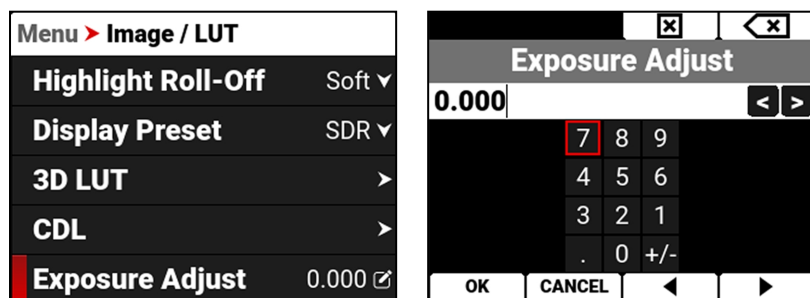 Menu > Image / LUT
Highlight Roll-Off Soft
Display Preset SDR
3D LUT >
CDL >
Exposure Adjust 0.000
Exposure Adjust
0.000 < >
7 8 9
4 5 6
3 2 1
. 0 +/-
OK CANCEL